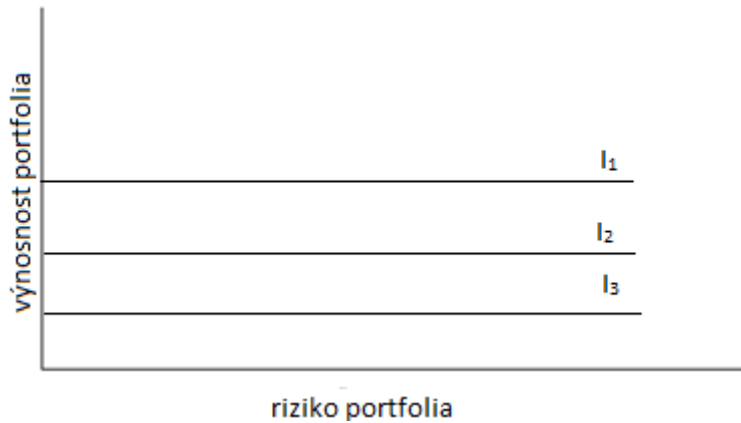 výnosnost portfolia
I₁
I₂
I₃
riziko portfolia